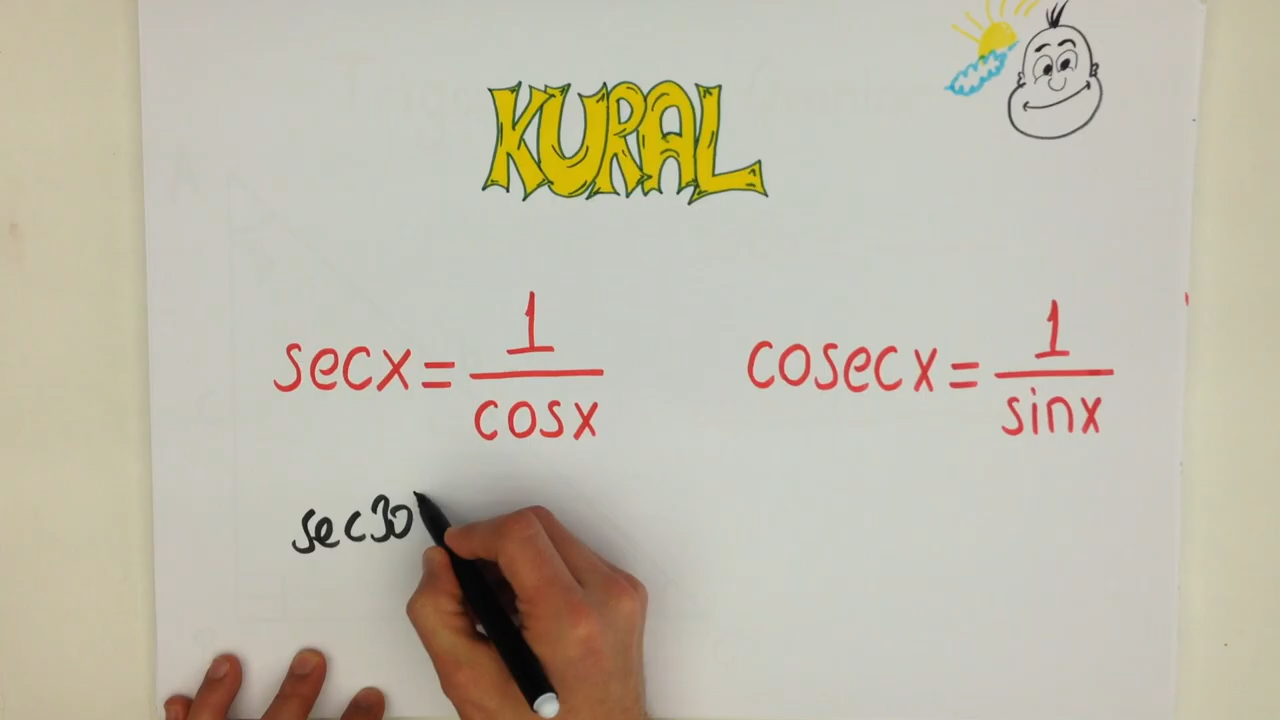 KURAL
secx = 1/cosx
cosecx = 1/sinx
sec30